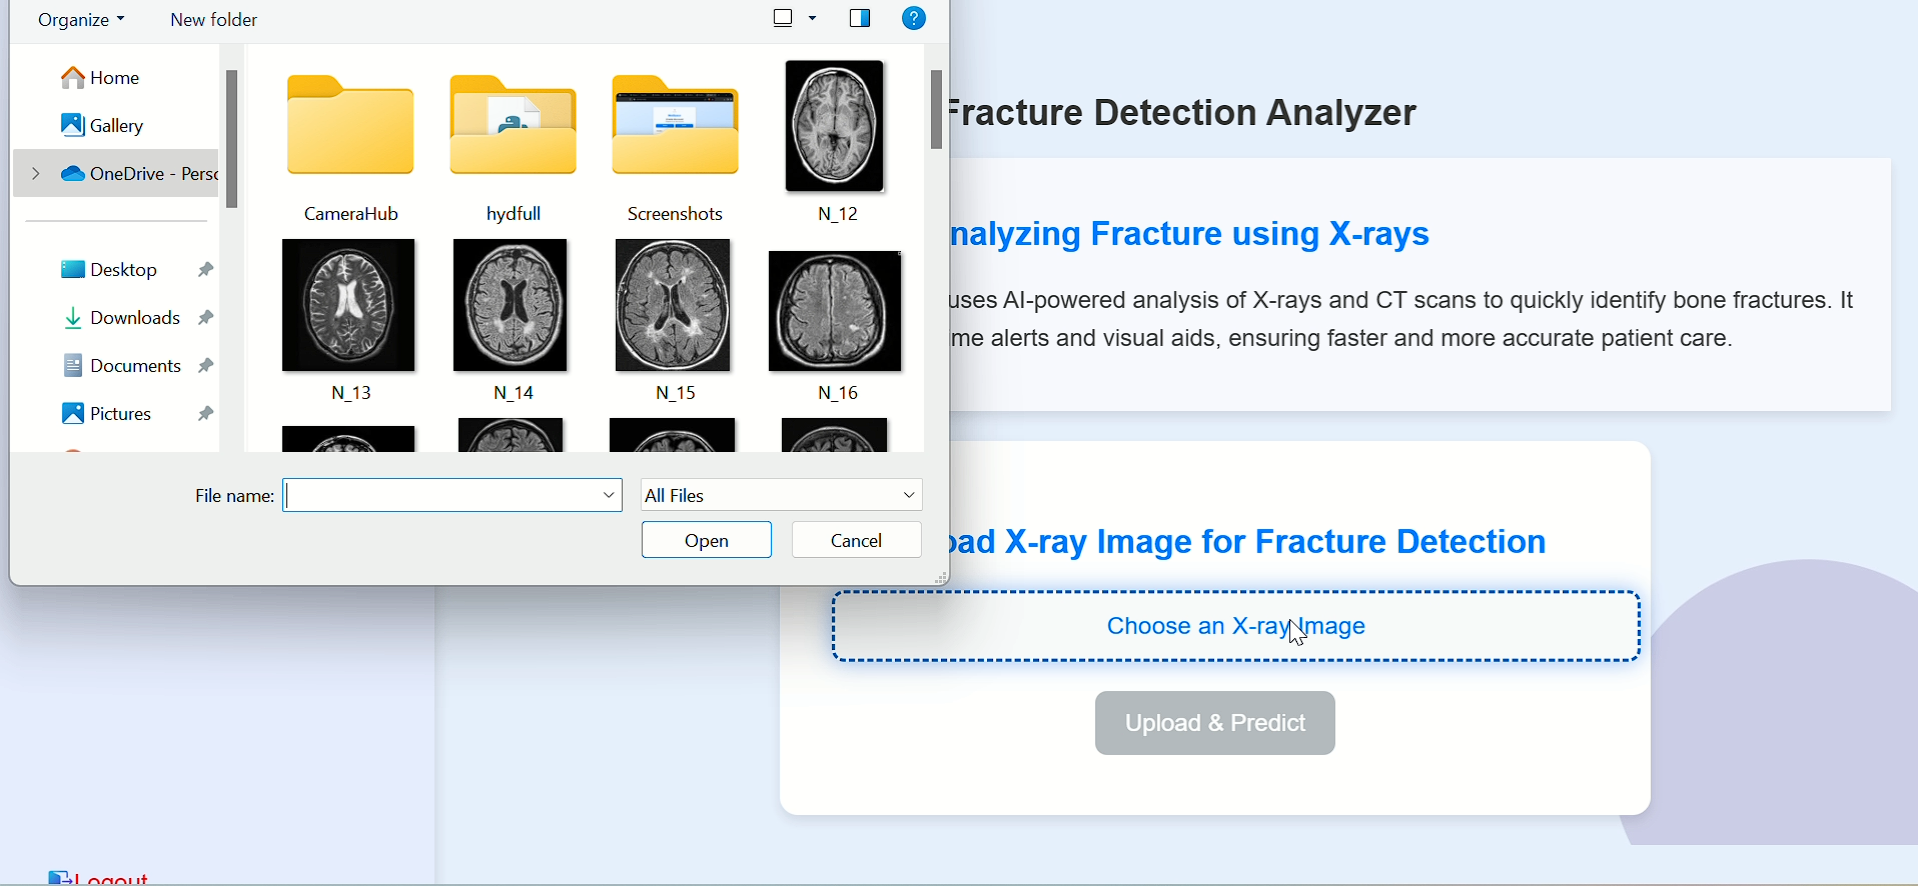 Organize
New folder
Home
Gallery
OneDrive - Perso
Desktop
Downloads
Documents
Pictures
CameraHub
hydfull
Screenshots
N_12
N_13
N_14
N_15
N_16
File name:
All Files
Open
Cancel
Fracture Detection Analyzer
nalyzing Fracture using X-rays
uses AI-powered analysis of X-rays and CT scans to quickly identify bone fractures. It
me alerts and visual aids, ensuring faster and more accurate patient care.
oad X-ray Image for Fracture Detection
Choose an X-ray Image
Upload & Predict
Logout